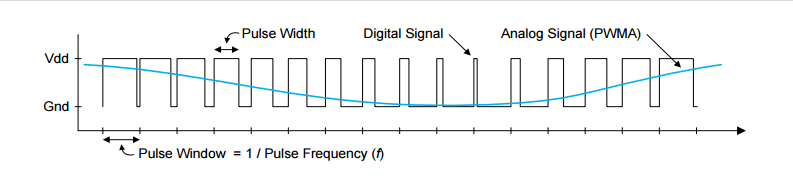 Pulse Width
Digital Signal
Analog Signal (PWMA)
Vdd
Gnd
Pulse Window = 1 / Pulse Frequency (f)